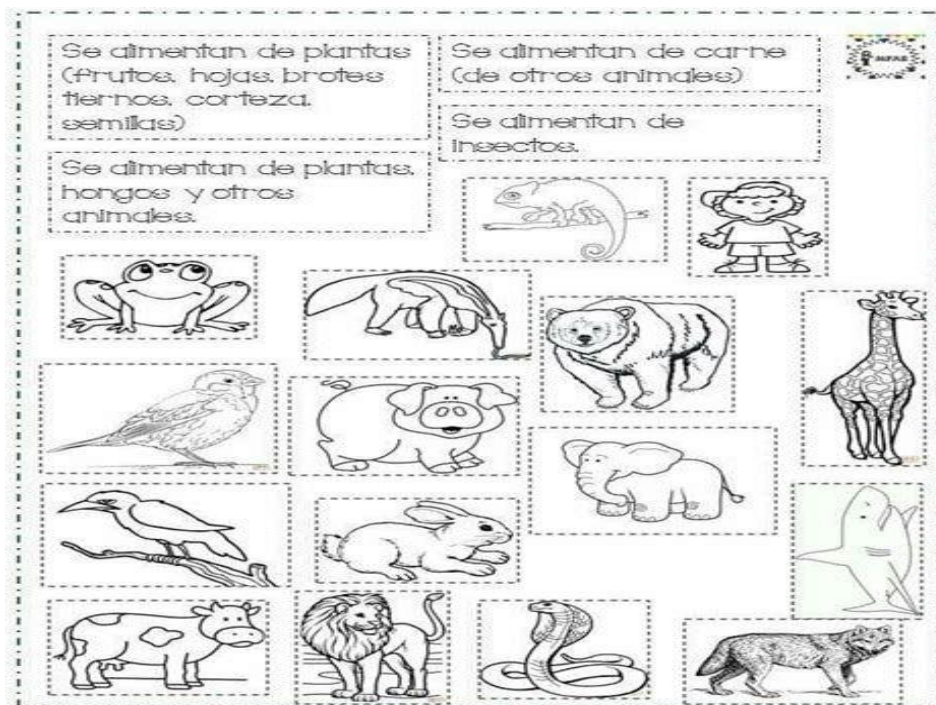 Se alimentan de plantas
(frutos, hojas, brotes
tiernos, corteza,
semillas)
Se alimentan de carne
(de otros animales)
Se alimentan de
insectos.
Se alimentan de plantas,
hongos y otros
animales.